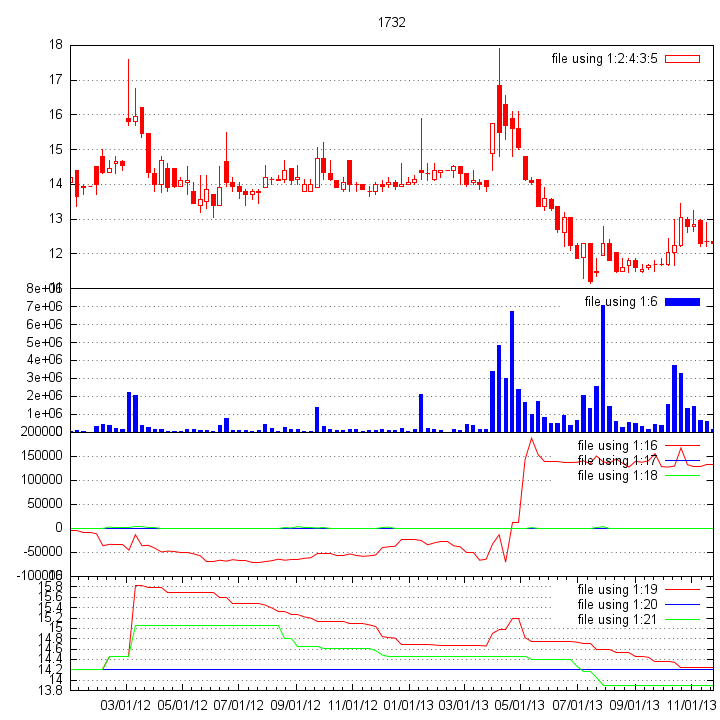 1732
18
file using 1:2:4:3:5
17
16
15
14
13
12
11
8e+06
file using 1:6
7e+06
6e+06
5e+06
4e+06
3e+06
2e+06
1e+06
0
200000
file using 1:16
150000
file using 1:17
100000
file using 1:18
50000
0
-50000
-100000
16
15.8
file using 1:19
15.6
15.4
file using 1:20
15.2
file using 1:21
15
14.8
14.6
14.4
14.2
14
13.8
03/01/12 05/01/12 07/01/12 09/01/12 11/01/12 01/01/13 03/01/13 05/01/13 07/01/13 09/01/13 11/01/13